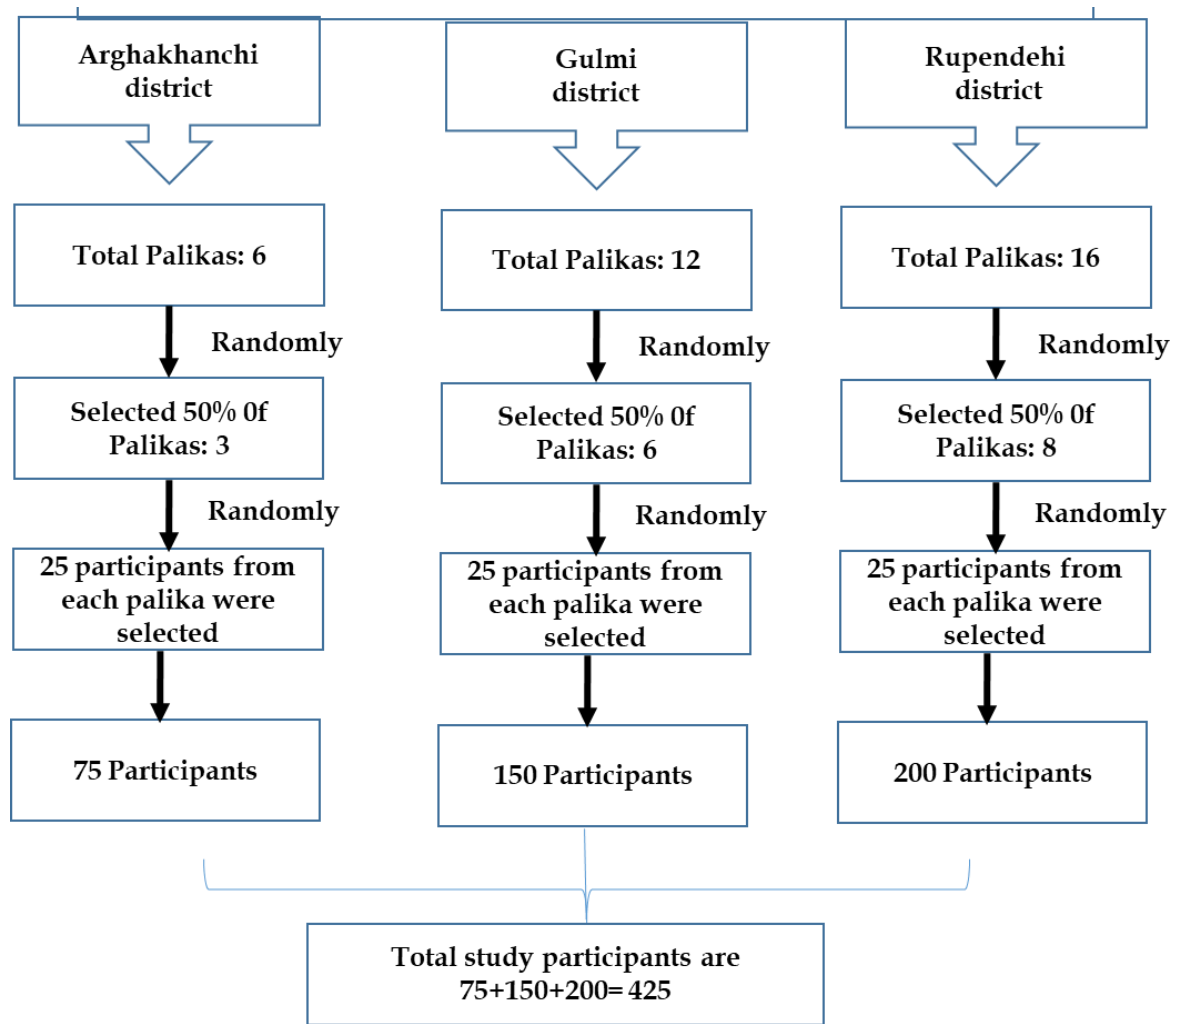 Arghakhanchi
district
Gulmi
district
Rupendehi
district
Total Palikas: 6
Total Palikas: 12
Total Palikas: 16
Randomly
Randomly
Randomly
Selected 50% 0f
Palikas: 3
Selected 50% 0f
Palikas: 6
Selected 50% 0f
Palikas: 8
Randomly
Randomly
Randomly
25 participants from
each palika were
selected
25 participants from
each palika were
selected
25 participants from
each palika were
selected
75 Participants
150 Participants
200 Participants
Total study participants are
75+150+200= 425